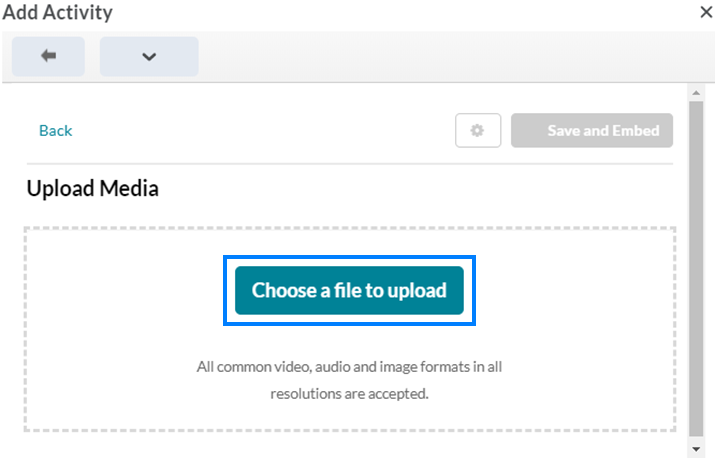 Add Activity
Back
Save and Embed
Upload Media
Choose a file to upload
All common video, audio and image formats in all
resolutions are accepted.